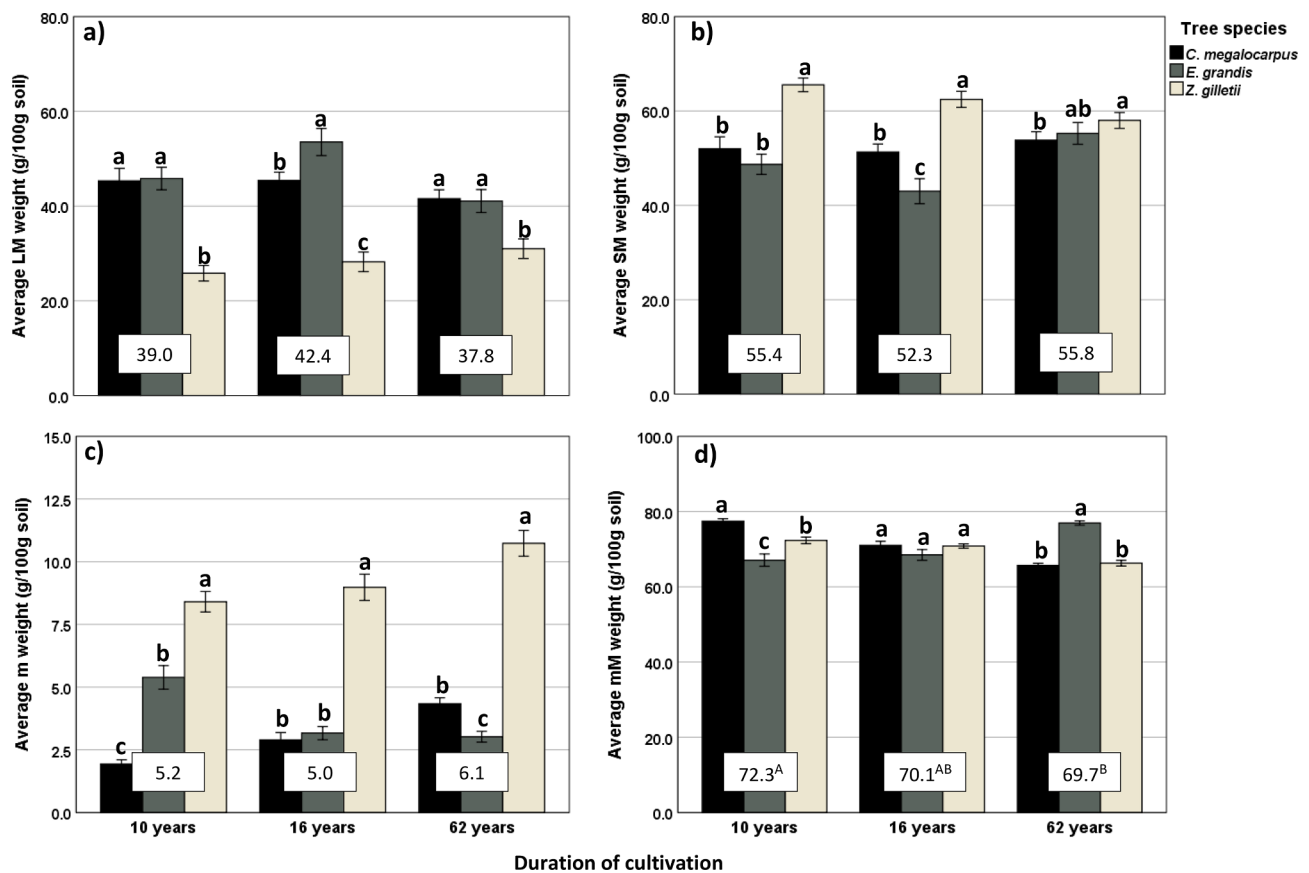 a)
80.0
60.0
40.0
20.0
0.0
Average LM weight (g/100g soil)
a
a
b
b
a
c
a
a
b
39.0
42.4
37.8
b)
80.0
60.0
40.0
20.0
0.0
Average SM weight (g/100g soil)
b
b
a
b
c
a
b
ab
a
55.4
52.3
55.8
Tree species
C. megalocarpus
E. grandis
Z. gilletii
c)
15.0
12.5
10.0
7.5
5.0
2.5
0.0
Average m weight (g/100g soil)
c
b
a
b
b
a
b
c
a
5.2
5.0
6.1
10 years
16 years
62 years
d)
100.0
80.0
60.0
40.0
20.0
0.0
Average mM weight (g/100g soil)
a
c
b
a
a
a
b
a
b
72.3^A
70.1^AB
69.7^B
10 years
16 years
62 years
Duration of cultivation